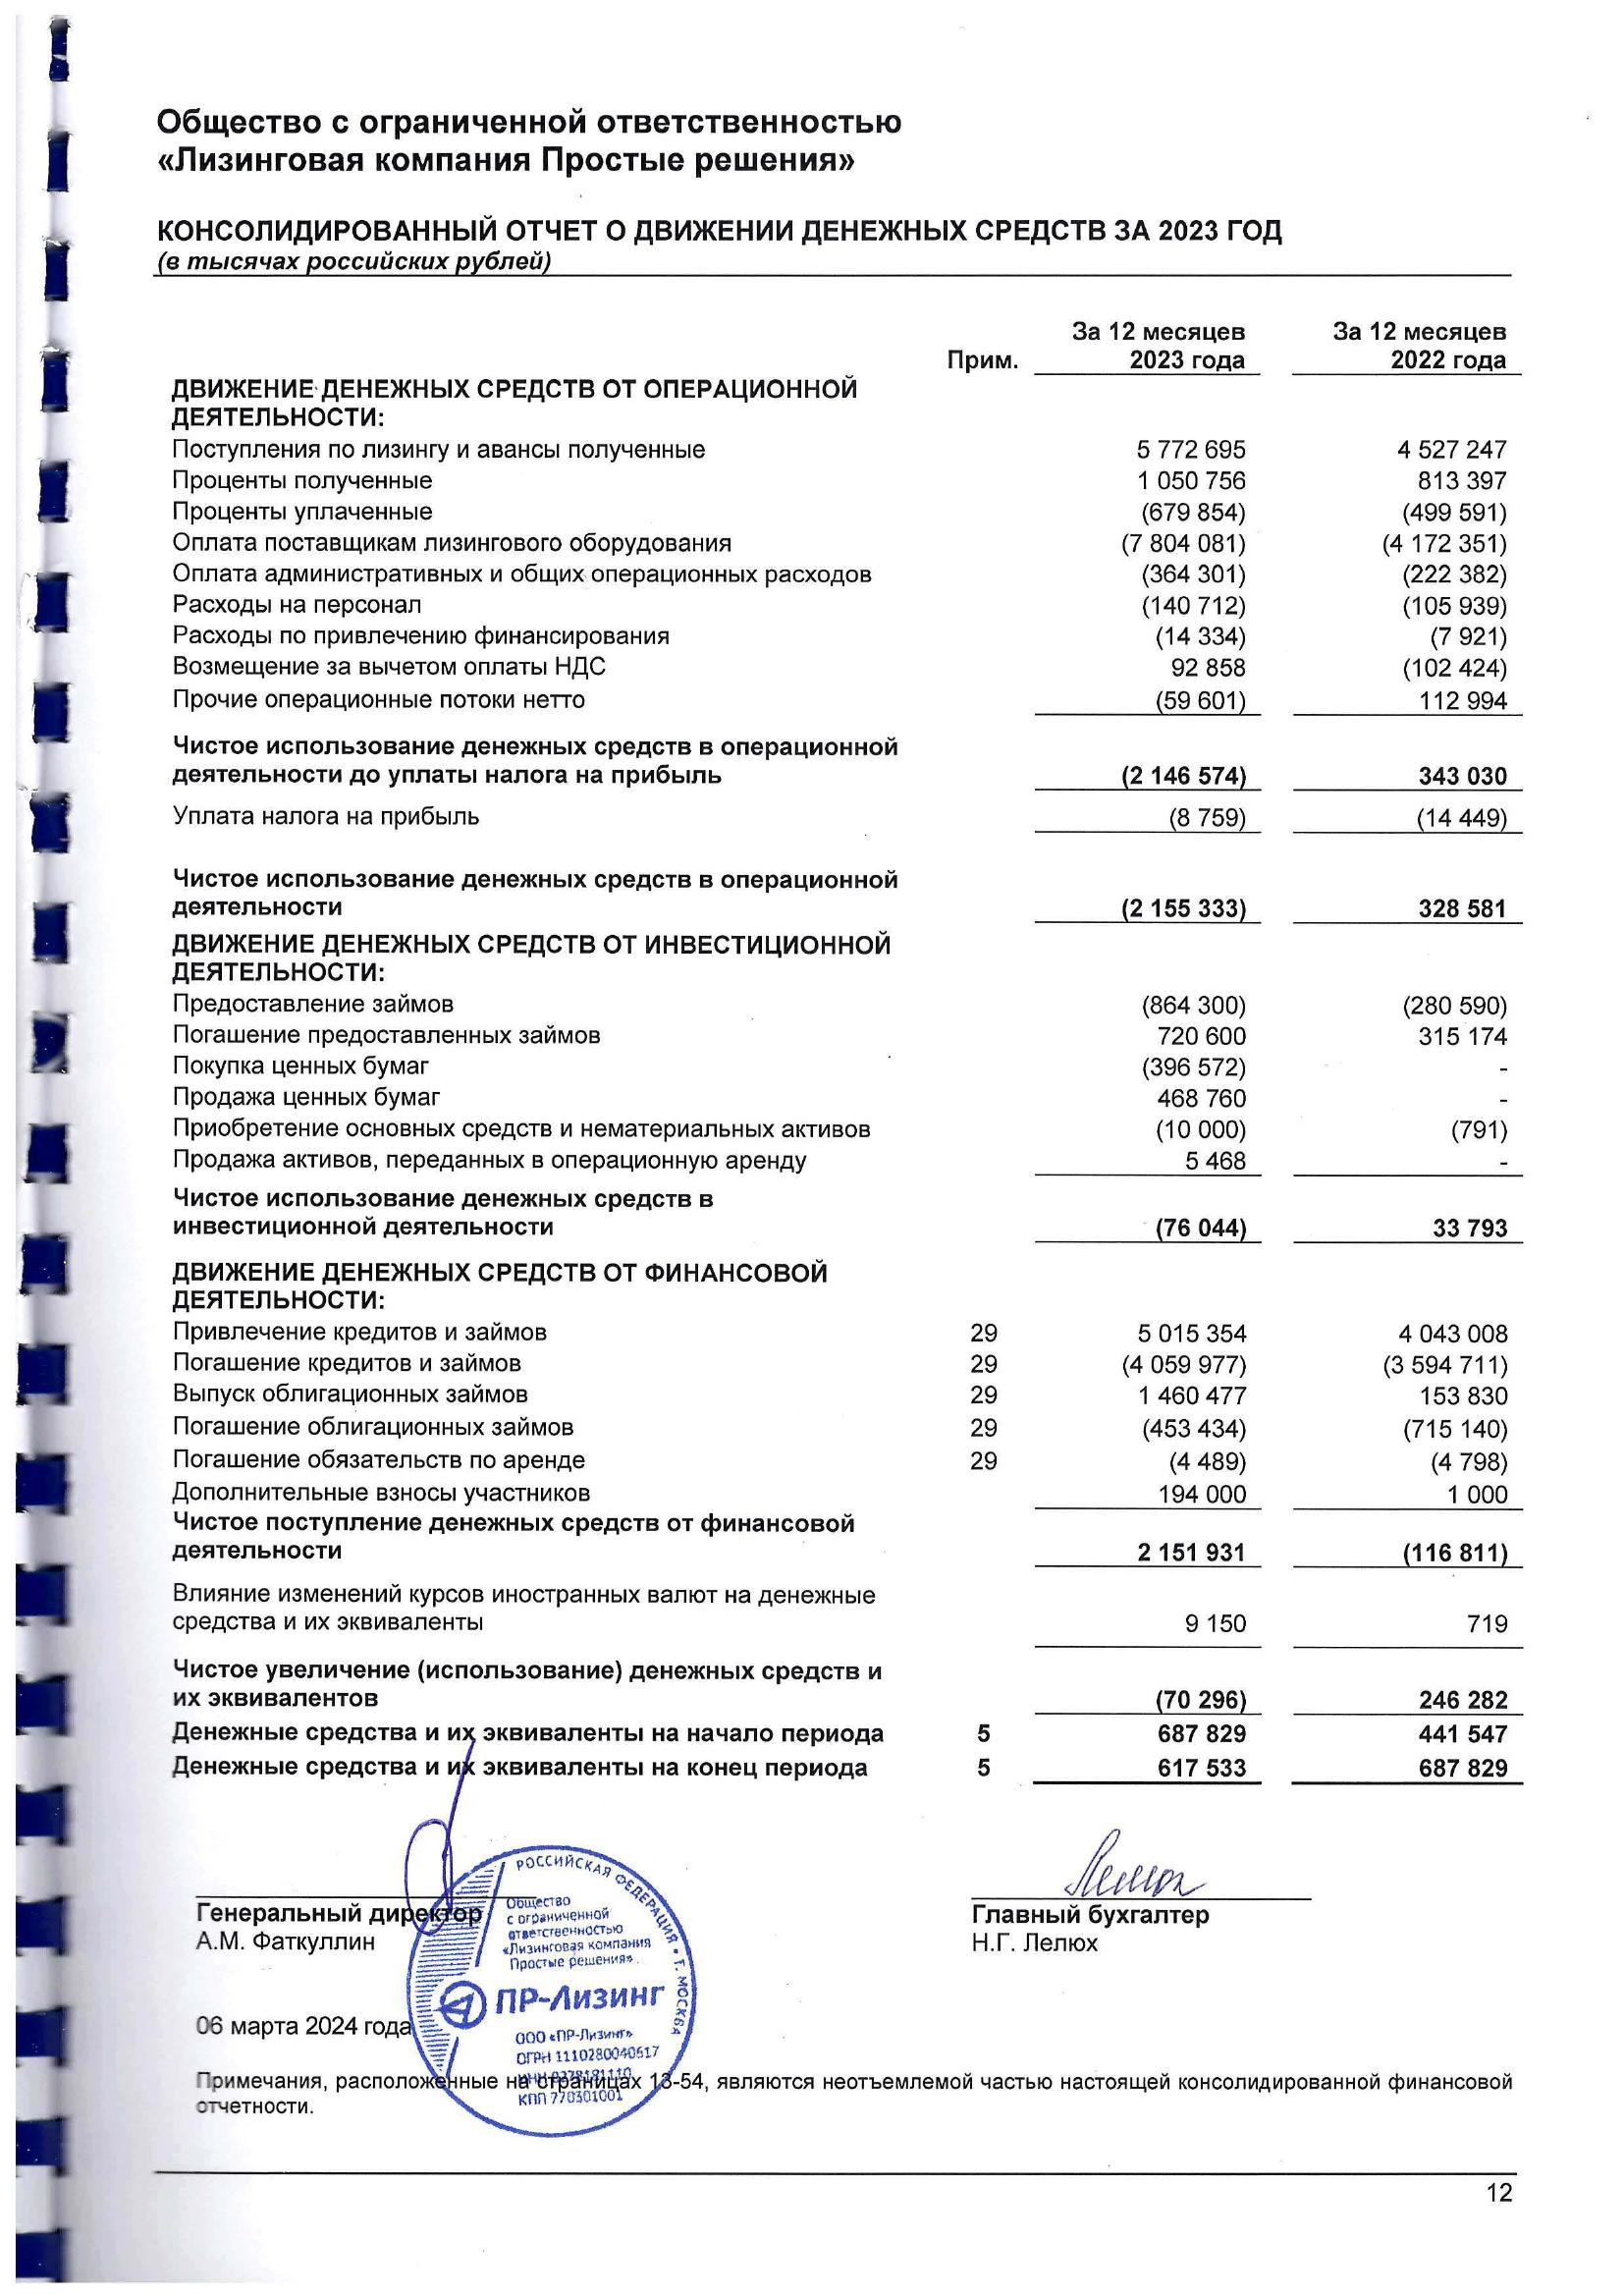 Общество с ограниченной ответственностью
«Лизинговая компания Простые решения»
КОНСОЛИДИРОВАННЫЙ ОТЧЕТ О ДВИЖЕНИИ ДЕНЕЖНЫХ СРЕДСТВ ЗА 2023 ГОД
(в тысячах российских рублей)
Прим. За 12 месяцев 2023 года За 12 месяцев 2022 года
ДВИЖЕНИЕ ДЕНЕЖНЫХ СРЕДСТВ ОТ ОПЕРАЦИОННОЙ
ДЕЯТЕЛЬНОСТИ:
Поступления по лизингу и авансы полученные 5 772 695 4 527 247
Проценты полученные 1 050 756 813 397
Проценты уплаченные (679 854) (499 591)
Оплата поставщикам лизингового оборудования (7 804 081) (4 172 351)
Оплата административных и общих операционных расходов (364 301) (222 382)
Расходы на персонал (140 712) (105 939)
Расходы по привлечению финансирования (14 334) (7 921)
Возмещение за вычетом оплаты НДС 92 858 (102 424)
Прочие операционные потоки нетто (59 601) 112 994
Чистое использование денежных средств в операционной
деятельности до уплаты налога на прибыль (2 146 574) 343 030
Уплата налога на прибыль (8 759) (14 449)
Чистое использование денежных средств в операционной
деятельности (2 155 333) 328 581
ДВИЖЕНИЕ ДЕНЕЖНЫХ СРЕДСТВ ОТ ИНВЕСТИЦИОННОЙ
ДЕЯТЕЛЬНОСТИ:
Предоставление займов (864 300) (280 590)
Погашение предоставленных займов 720 600 315 174
Покупка ценных бумаг (396 572) -
Продажа ценных бумаг 468 760 -
Приобретение основных средств и нематериальных активов (10 000) (791)
Продажа активов, переданных в операционную аренду 5 468 -
Чистое использование денежных средств в
инвестиционной деятельности (76 044) 33 793
ДВИЖЕНИЕ ДЕНЕЖНЫХ СРЕДСТВ ОТ ФИНАНСОВОЙ
ДЕЯТЕЛЬНОСТИ:
Привлечение кредитов и займов 29 5 015 354 4 043 008
Погашение кредитов и займов 29 (4 059 977) (3 594 711)
Выпуск облигационных займов 29 1 460 477 153 830
Погашение облигационных займов 29 (453 434) (715 140)
Погашение обязательств по аренде 29 (4 489) (4 798)
Дополнительные взносы участников 194 000 1 000
Чистое поступление денежных средств от финансовой
деятельности 2 151 931 (116 811)
Влияние изменений курсов иностранных валют на денежные
средства и их эквиваленты 9 150 719
Чистое увеличение (использование) денежных средств и
их эквивалентов (70 296) 246 282
Денежные средства и их эквиваленты на начало периода 5 687 829 441 547
Денежные средства и их эквиваленты на конец периода 5 617 533 687 829
Генеральный директор
А.М. Фаткуллин
Главный бухгалтер
Н.Г. Лелюх
РОССИЙСКАЯ ФЕДЕРАЦИЯ • Г. МОСКВА
Общество
с ограниченной
ответственностью
«Лизинговая компания
Простые решения»
ПР-Лизинг
ООО «ПР-Лизинг»
ОГРН 1110280040617
КПП 770301001
06 марта 2024 года
Примечания, расположенные на страницах 13-54, являются неотъемлемой частью настоящей консолидированной финансовой
отчетности.
12